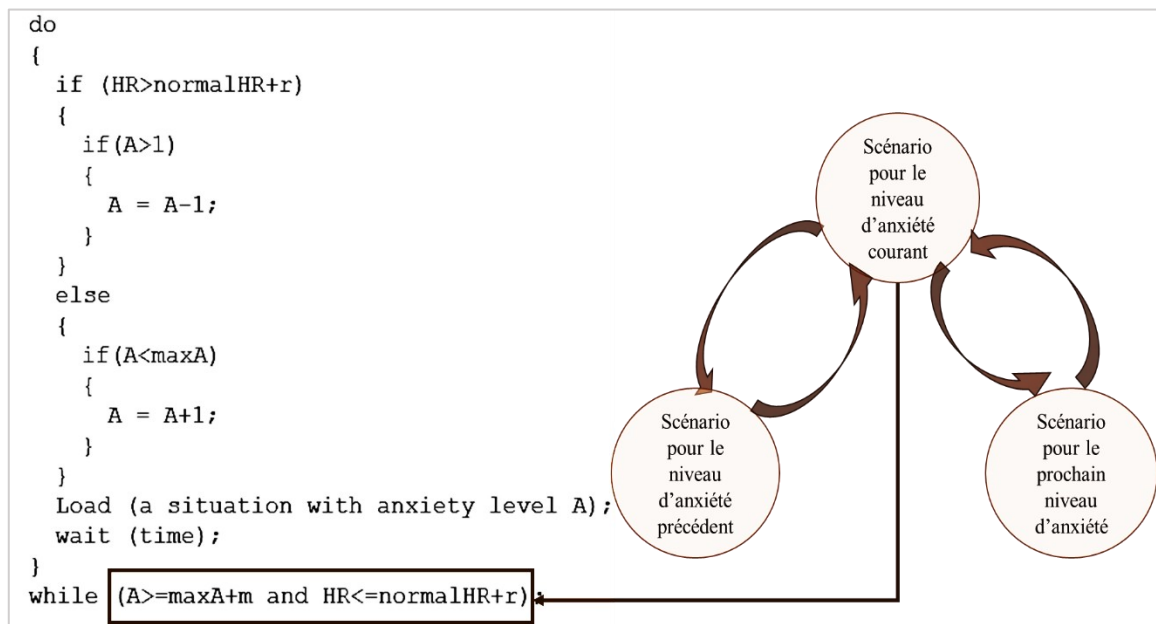 do
{
if (HR>normalHR+r)
{
if(A>1)
{
A = A-1;
}
}
else
{
if(A<maxA)
{
A = A+1;
}
}
Load (a situation with anxiety level A);
wait (time);
}
while (A>=maxA+m and HR<=normalHR+r);
Scénario
pour le
niveau
d'anxiété
courant
Scénario
pour le
niveau
d'anxiété
précédent
Scénario
pour le
prochain
niveau
d'anxiété